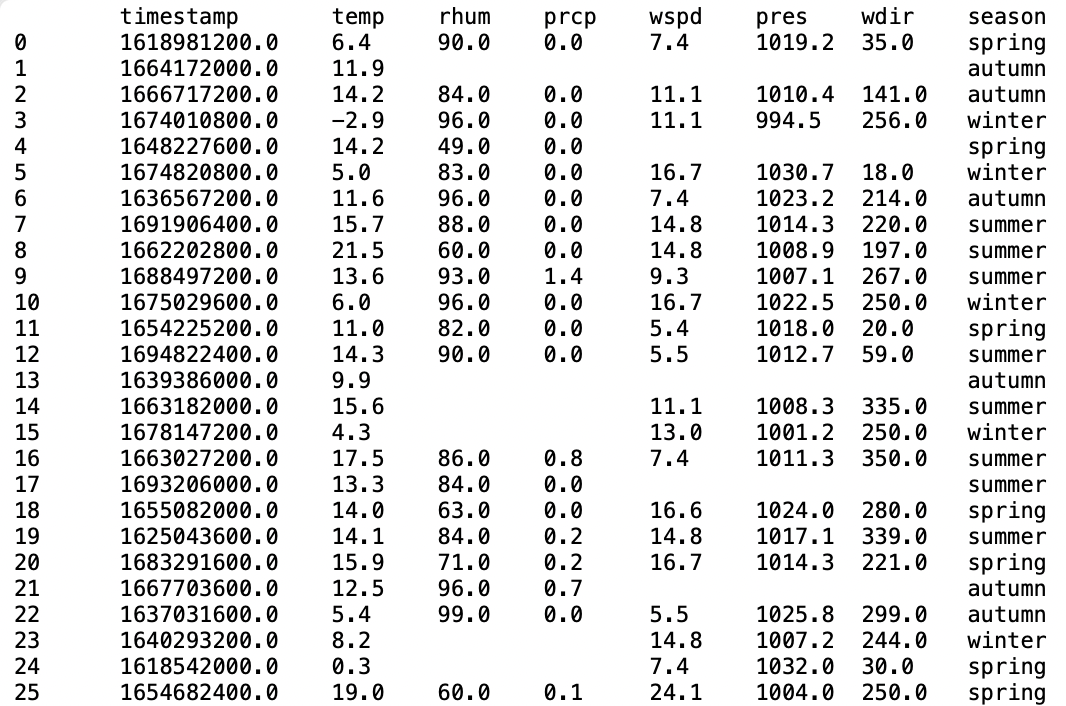 timestamp temp rhum prcp wspd pres wdir season
0 1618981200.0 6.4 90.0 0.0 7.4 1019.2 35.0 spring
1 1664172000.0 11.9 autumn
2 1666717200.0 14.2 84.0 0.0 11.1 1010.4 141.0 autumn
3 1674010800.0 -2.9 96.0 0.0 11.1 994.5 256.0 winter
4 1648227600.0 14.2 49.0 0.0 spring
5 1674820800.0 5.0 83.0 0.0 16.7 1030.7 18.0 winter
6 1636567200.0 11.6 96.0 0.0 7.4 1023.2 214.0 autumn
7 1691906400.0 15.7 88.0 0.0 14.8 1014.3 220.0 summer
8 1662202800.0 21.5 60.0 0.0 14.8 1008.9 197.0 summer
9 1688497200.0 13.6 93.0 1.4 9.3 1007.1 267.0 summer
10 1675029600.0 6.0 96.0 0.0 16.7 1022.5 250.0 winter
11 1654225200.0 11.0 82.0 0.0 5.4 1018.0 20.0 spring
12 1694822400.0 14.3 90.0 0.0 5.5 1012.7 59.0 summer
13 1639386000.0 9.9 autumn
14 1663182000.0 15.6 11.1 1008.3 335.0 summer
15 1678147200.0 4.3 13.0 1001.2 250.0 winter
16 1663027200.0 17.5 86.0 0.8 7.4 1011.3 350.0 summer
17 1693206000.0 13.3 84.0 0.0 summer
18 1655082000.0 14.0 63.0 0.0 16.6 1024.0 280.0 spring
19 1625043600.0 14.1 84.0 0.2 14.8 1017.1 339.0 summer
20 1683291600.0 15.9 71.0 0.2 16.7 1014.3 221.0 spring
21 1667703600.0 12.5 96.0 0.7 autumn
22 1637031600.0 5.4 99.0 0.0 5.5 1025.8 299.0 autumn
23 1640293200.0 8.2 14.8 1007.2 244.0 winter
24 1618542000.0 0.3 7.4 1032.0 30.0 spring
25 1654682400.0 19.0 60.0 0.1 24.1 1004.0 250.0 spring